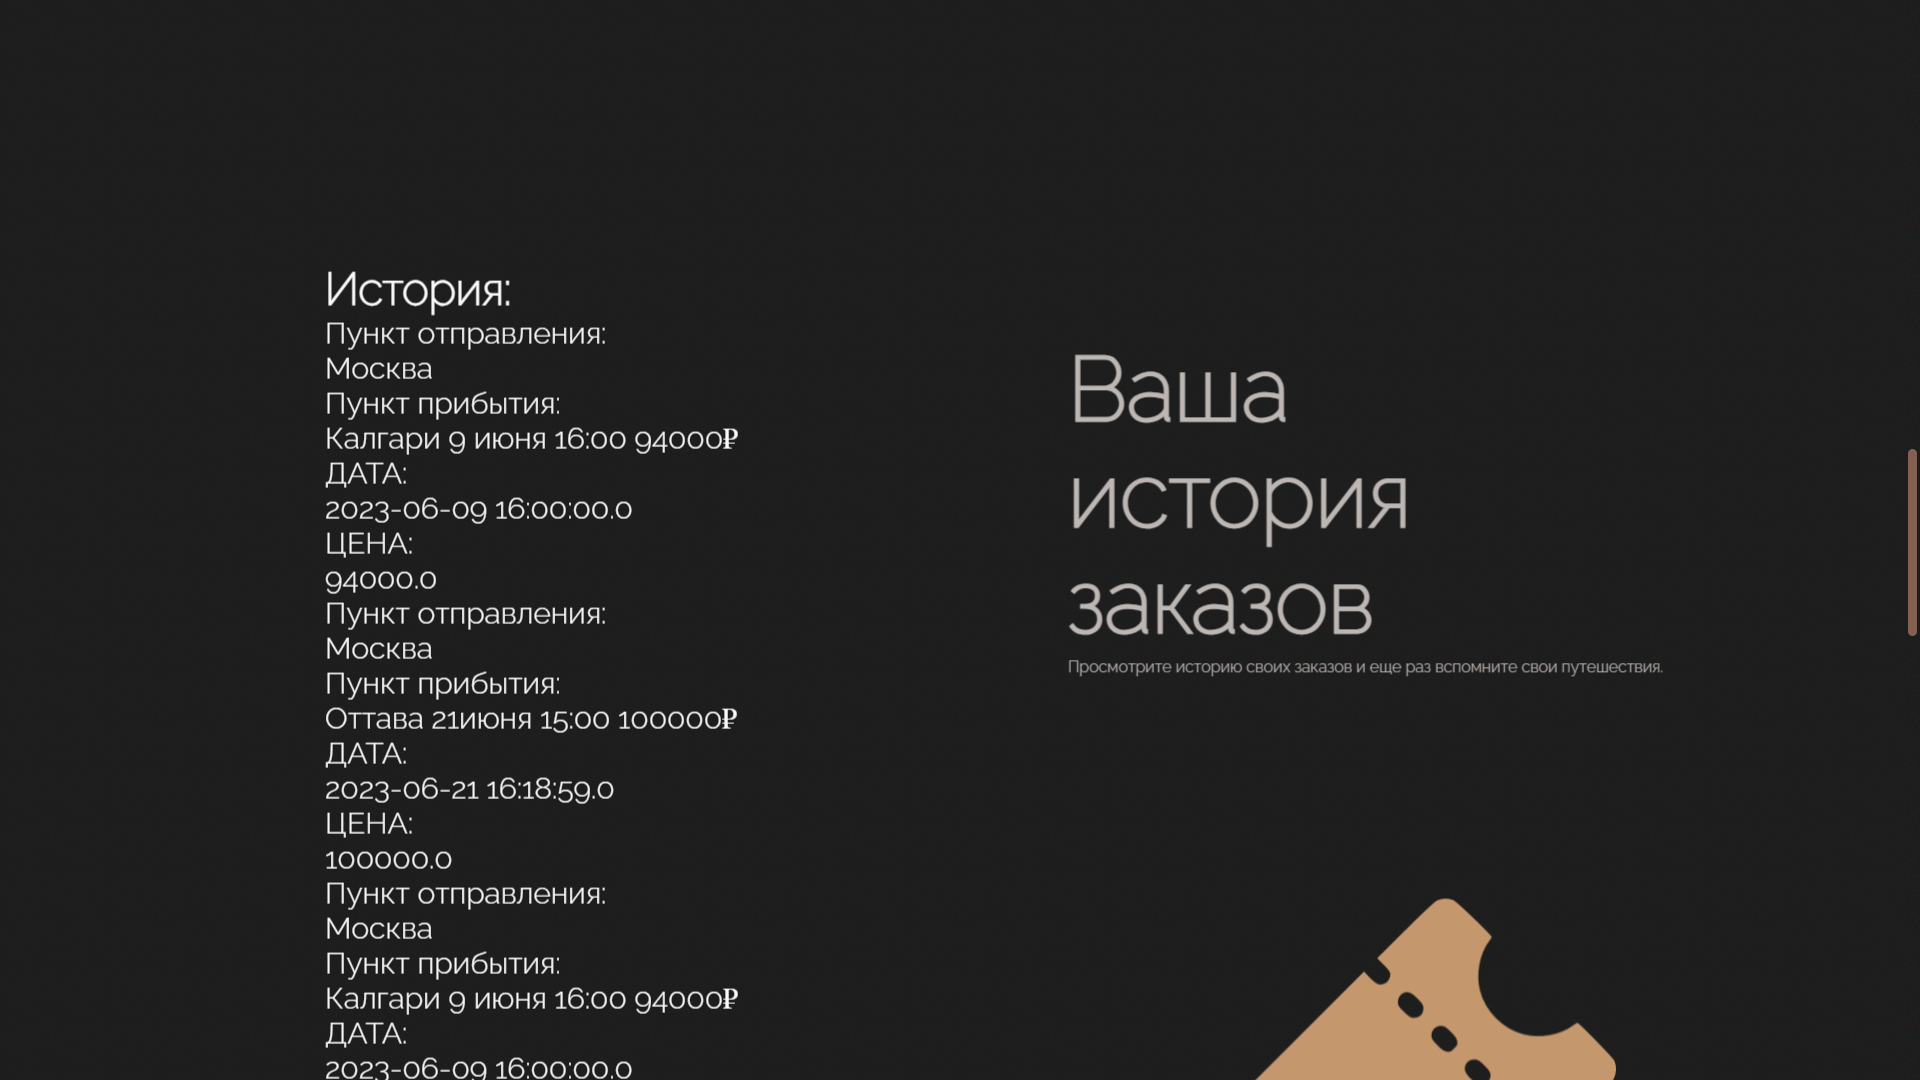 История:
Пункт отправления:
Москва
Пункт прибытия:
Калгари 9 июня 16:00 94000₽
ДАТА:
2023-06-09 16:00:00.0
ЦЕНА:
94000.0
Пункт отправления:
Москва
Пункт прибытия:
Оттава 21июня 15:00 100000₽
ДАТА:
2023-06-21 16:18:59.0
ЦЕНА:
100000.0
Пункт отправления:
Москва
Пункт прибытия:
Калгари 9 июня 16:00 94000₽
ДАТА:
2023-06-09 16:00:00.0
Ваша
история
заказов
Просмотрите историю своих заказов и еще раз вспомните свои путешествия.